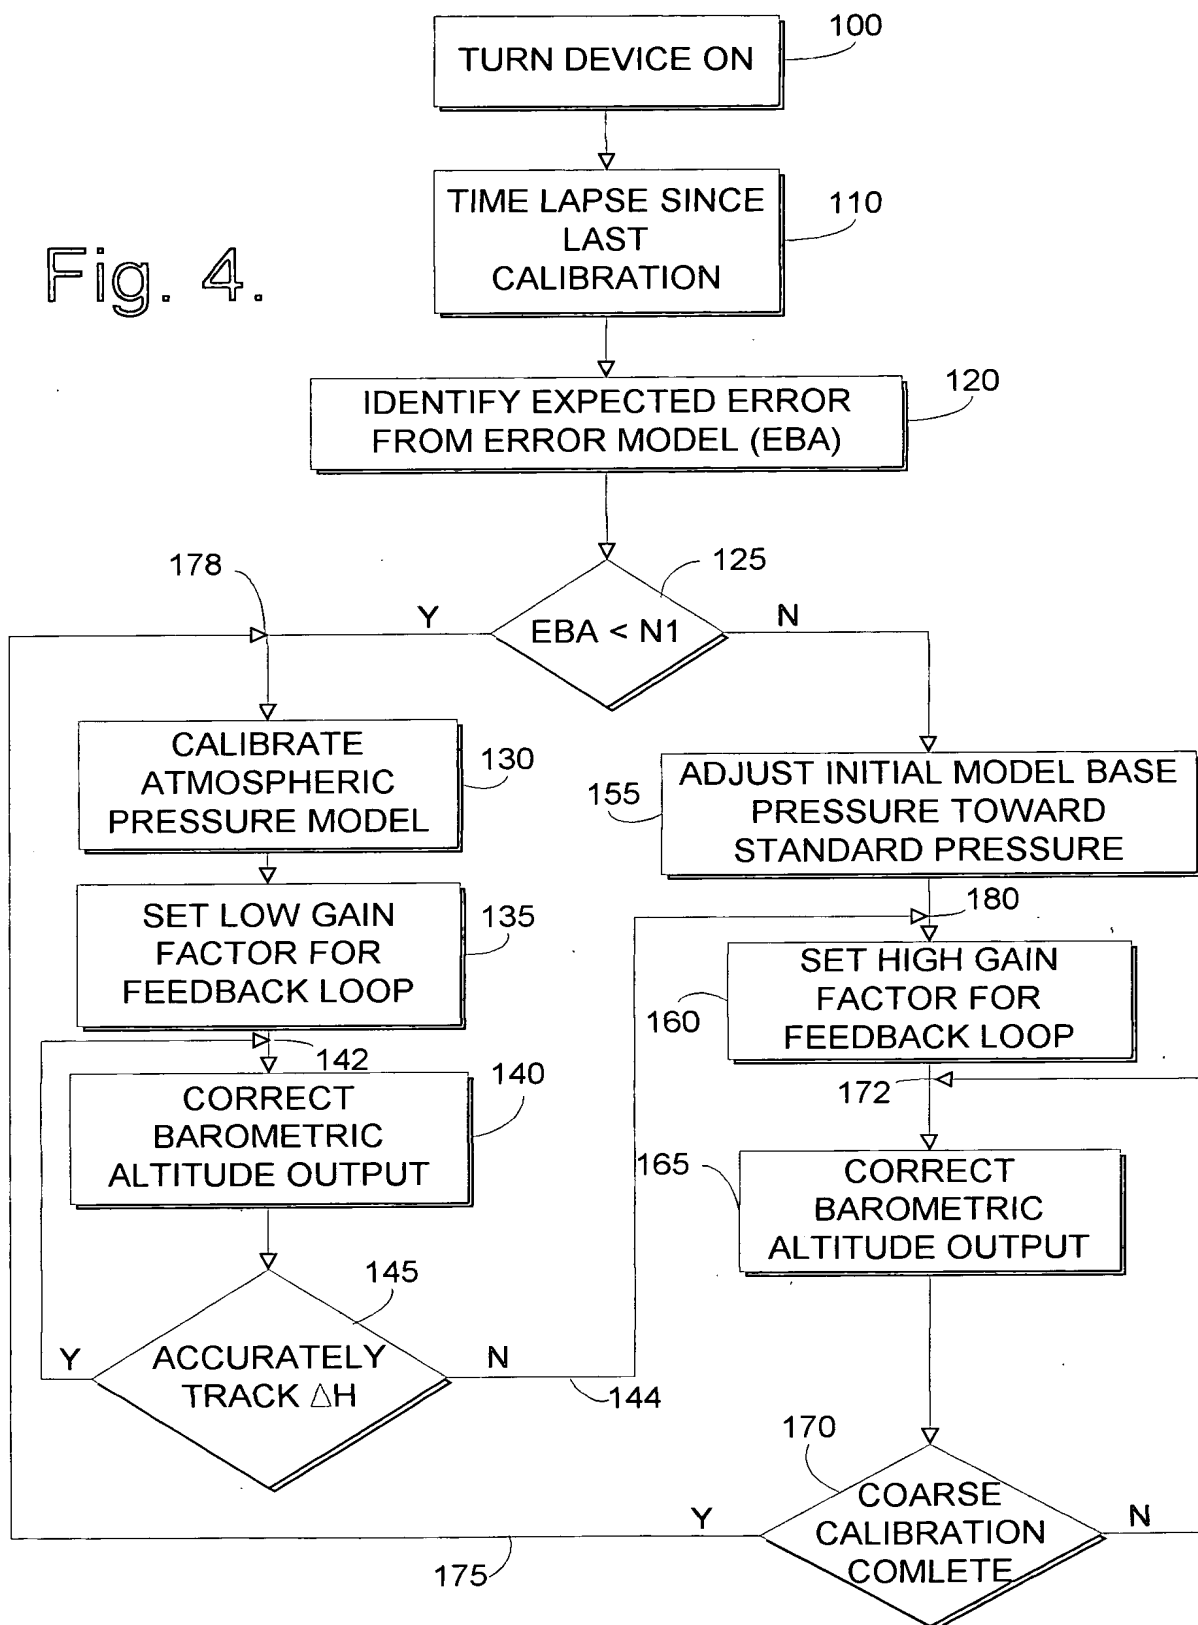 TURN DEVICE ON
100
TIME LAPSE SINCE
LAST
CALIBRATION
110
Fig. 4.
IDENTIFY EXPECTED ERROR
FROM ERROR MODEL (EBA)
120
178
125
Y
EBA < N1
N
CALIBRATE
ATMOSPHERIC
PRESSURE MODEL
130
155
ADJUST INITIAL MODEL BASE
PRESSURE TOWARD
STANDARD PRESSURE
SET LOW GAIN
FACTOR FOR
FEEDBACK LOOP
135
180
160
SET HIGH GAIN
FACTOR FOR
FEEDBACK LOOP
142
172
CORRECT
BAROMETRIC
ALTITUDE OUTPUT
140
165
CORRECT
BAROMETRIC
ALTITUDE OUTPUT
145
Y
ACCURATELY
TRACK △H
N
144
170
Y
COARSE
CALIBRATION
COMLETE
N
175